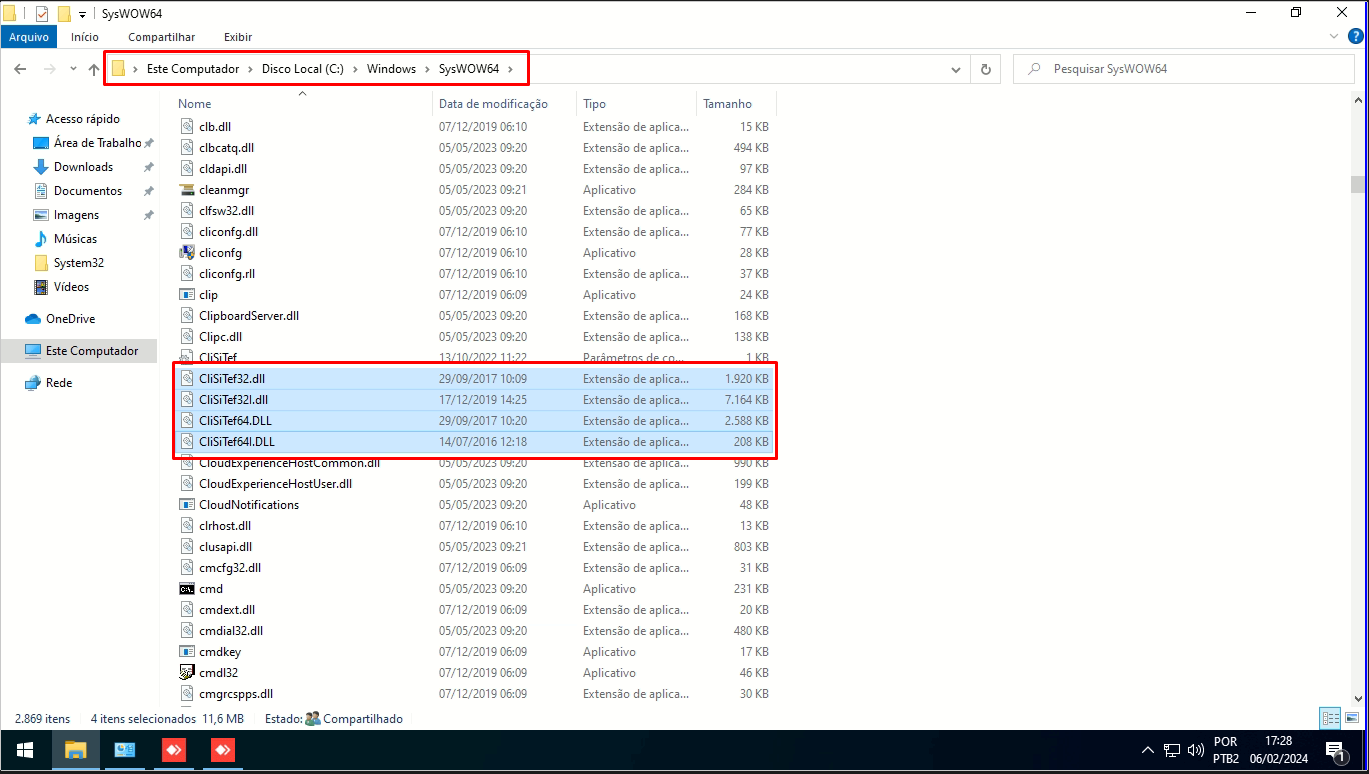 SysWOW64
Arquivo Início Compartilhar Exibir
Este Computador Disco Local (C:) Windows SysWOW64
Pesquisar SysWOW64
Acesso rápido
Área de Trabalho
Downloads
Documentos
Imagens
Músicas
System32
Vídeos
OneDrive
Este Computador
Rede
Nome Data de modificação Tipo Tamanho
clb.dll 07/12/2019 06:10 Extensão de aplica... 15 KB
clbcatq.dll 05/05/2023 09:20 Extensão de aplica... 494 KB
cldapi.dll 05/05/2023 09:20 Extensão de aplica... 97 KB
cleanmgr 05/05/2023 09:21 Aplicativo 284 KB
clfsw32.dll 05/05/2023 09:20 Extensão de aplica... 65 KB
cliconfg.dll 07/12/2019 06:10 Extensão de aplica... 77 KB
cliconfg 07/12/2019 06:10 Aplicativo 28 KB
cliconfg.rll 07/12/2019 06:10 Extensão de aplica... 37 KB
clip 07/12/2019 06:09 Aplicativo 24 KB
ClipboardServer.dll 05/05/2023 09:20 Extensão de aplica... 168 KB
Clipc.dll 05/05/2023 09:20 Extensão de aplica... 138 KB
CliSiTef 13/10/2022 11:22 Parâmetros de co... 1 KB
CliSiTef32.dll 29/09/2017 10:09 Extensão de aplica... 1.920 KB
CliSiTef32I.dll 17/12/2019 14:25 Extensão de aplica... 7.164 KB
CliSiTef64.DLL 29/09/2017 10:20 Extensão de aplica... 2.588 KB
CliSiTef64I.DLL 14/07/2016 12:18 Extensão de aplica... 208 KB
CloudExperienceHostCommon.dll 05/05/2023 09:20 Extensão de aplica... 990 KB
CloudExperienceHostUser.dll 05/05/2023 09:20 Extensão de aplica... 199 KB
CloudNotifications 05/05/2023 09:20 Aplicativo 48 KB
clrhost.dll 07/12/2019 06:10 Extensão de aplica... 13 KB
clusapi.dll 05/05/2023 09:21 Extensão de aplica... 803 KB
cmcfg32.dll 07/12/2019 06:09 Extensão de aplica... 31 KB
cmd 05/05/2023 09:20 Aplicativo 231 KB
cmdext.dll 07/12/2019 06:09 Extensão de aplica... 20 KB
cmdial32.dll 05/05/2023 09:20 Extensão de aplica... 480 KB
cmdkey 07/12/2019 06:09 Aplicativo 17 KB
cmdl32 07/12/2019 06:09 Aplicativo 46 KB
cmgrcspps.dll 07/12/2019 06:09 Extensão de aplica... 30 KB
2.869 itens 4 itens selecionados 11,6 MB Estado: Compartilhado
POR
PTB2
17:28
06/02/2024
1